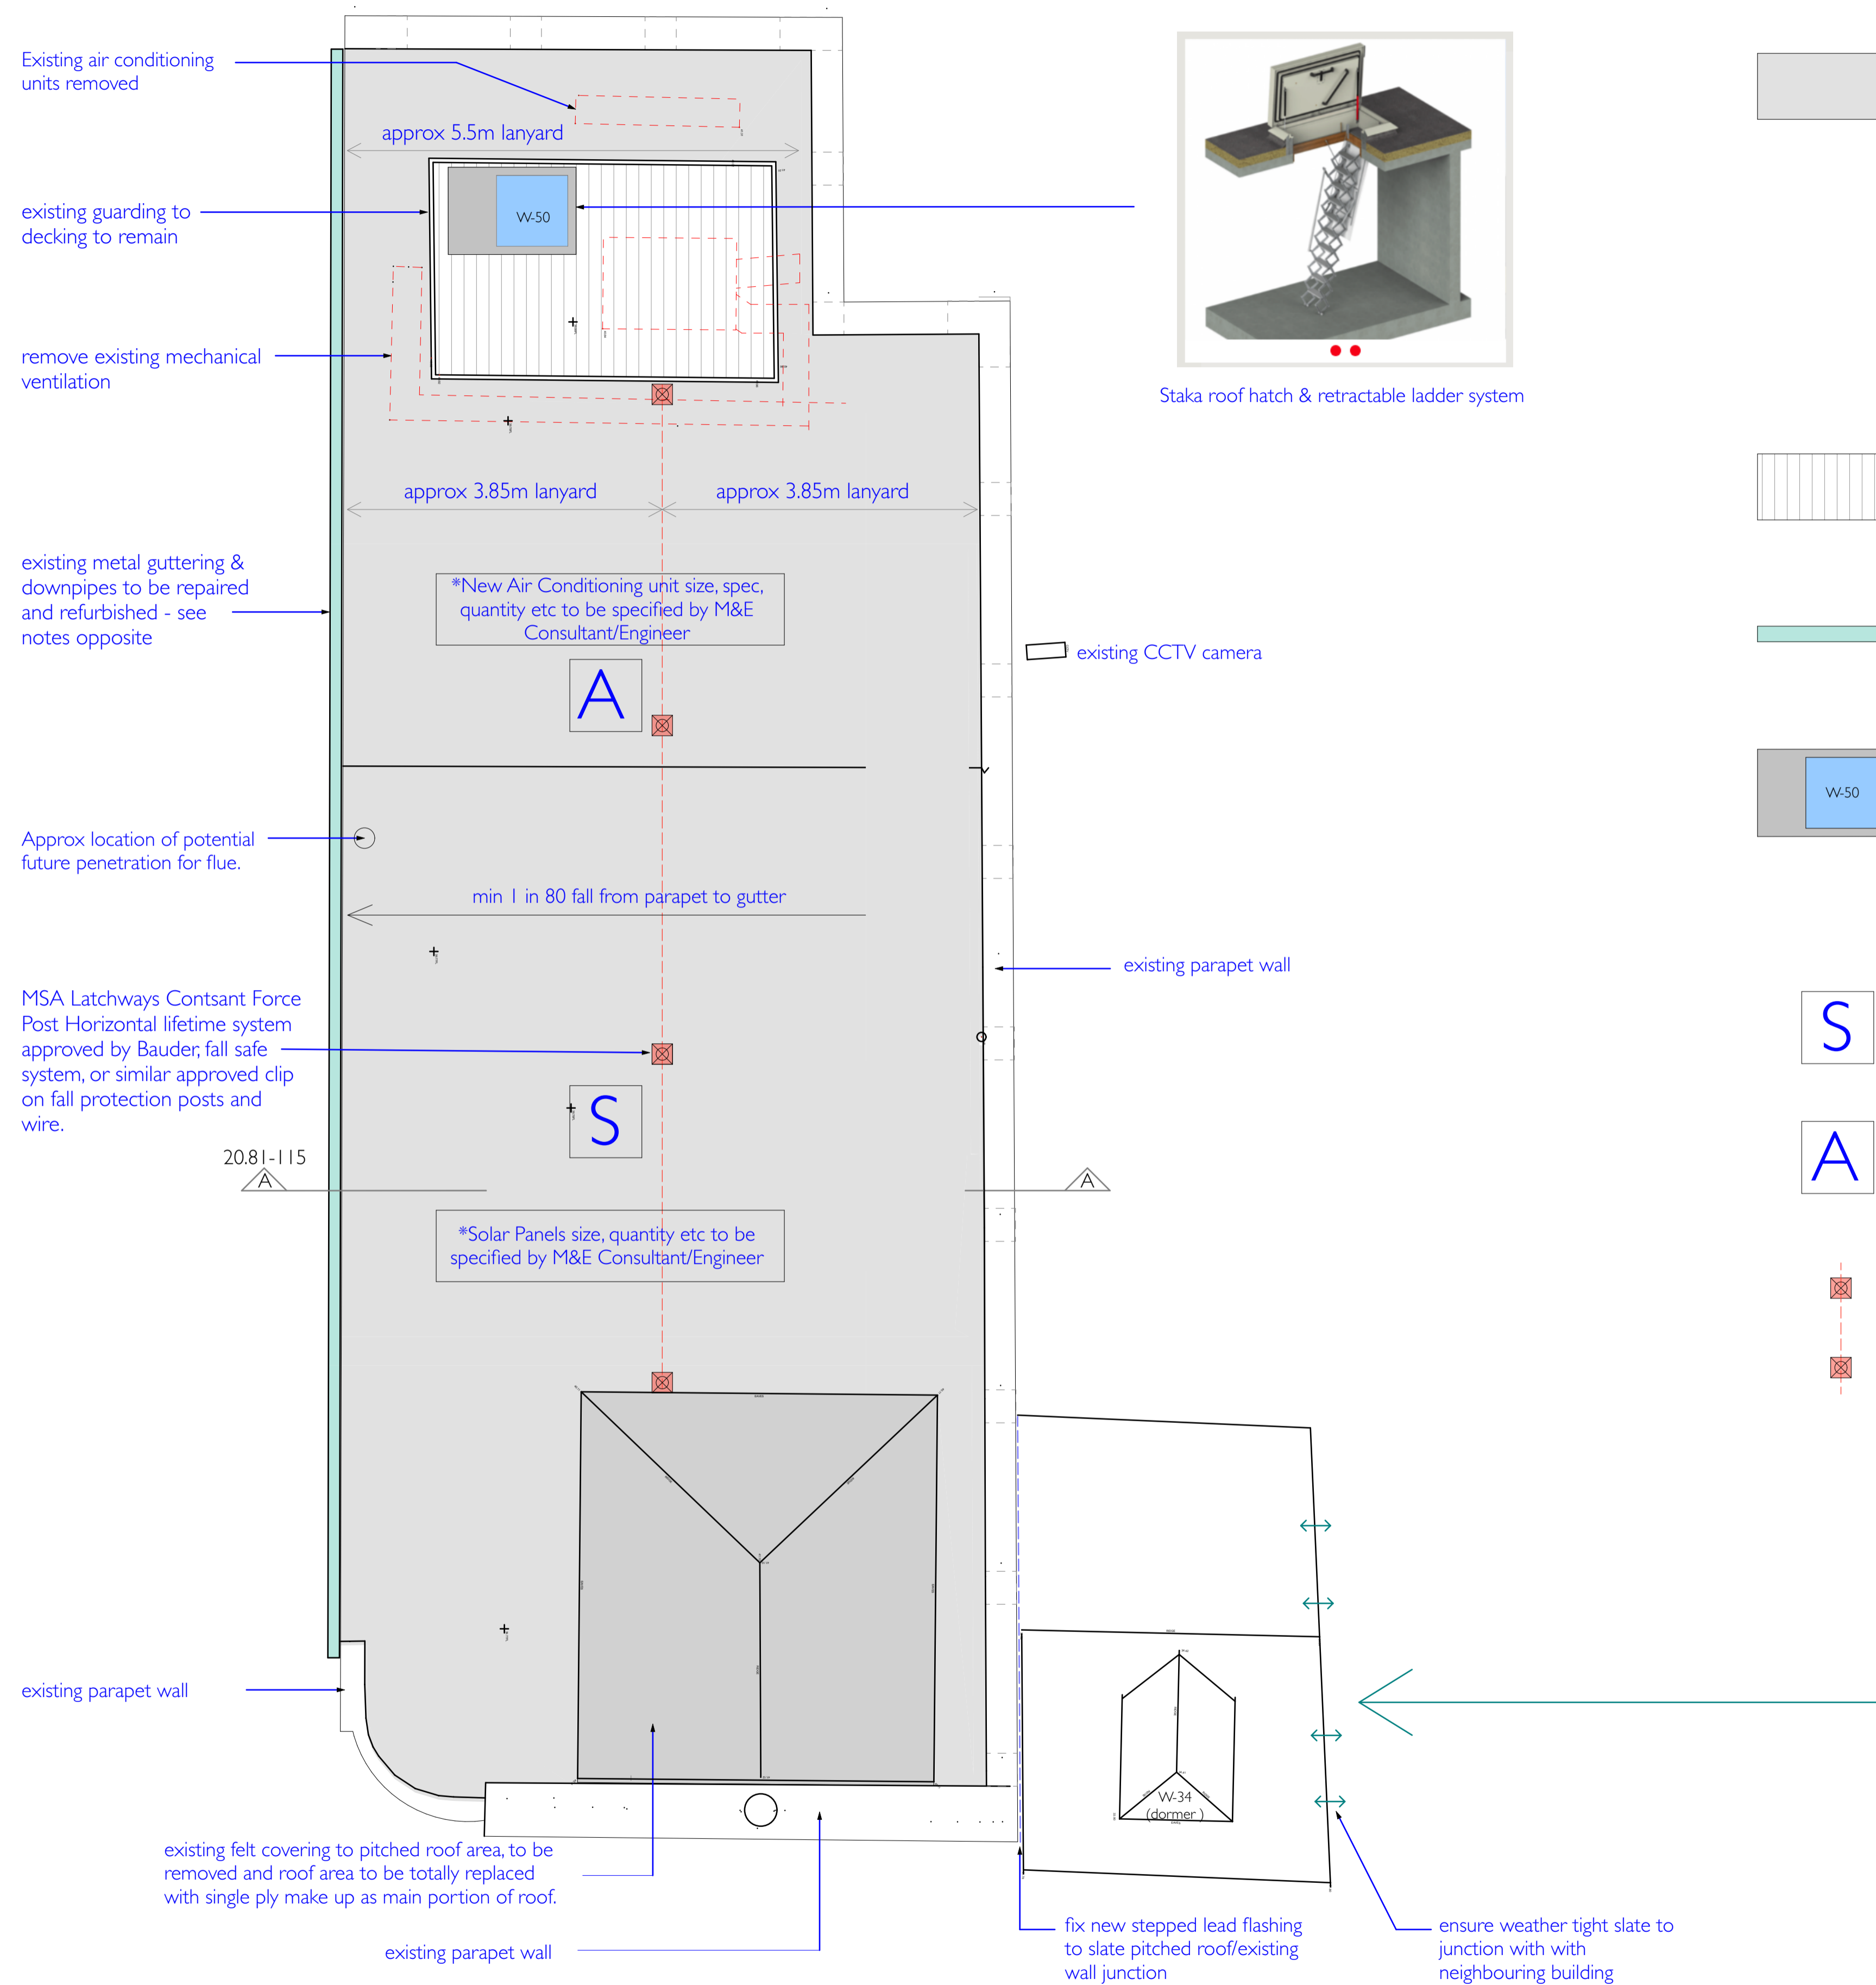 Existing air conditioning
units removed
approx 5.5m lanyard
existing guarding to
decking to remain
W-50
remove existing mechanical
ventilation
Staka roof hatch & retractable ladder system
approx 3.85m lanyard
approx 3.85m lanyard
existing metal guttering &
downpipes to be repaired
and refurbished - see
notes opposite
*New Air Conditioning unit size, spec,
quantity etc to be specified by M&E
Consultant/Engineer
A
existing CCTV camera
W-50
Approx location of potential
future penetration for flue.
min 1 in 80 fall from parapet to gutter
existing parapet wall
MSA Latchways Contsant Force
Post Horizontal lifetime system
approved by Bauder, fall safe
system, or similar approved clip
on fall protection posts and
wire.
S
S
A
20.81-115
A
A
*Solar Panels size, quantity etc to be
specified by M&E Consultant/Engineer
existing parapet wall
W-34
(dormer )
existing felt covering to pitched roof area, to be
removed and roof area to be totally replaced
with single ply make up as main portion of roof.
existing parapet wall
fix new stepped lead flashing
to slate pitched roof/existing
wall junction
ensure weather tight slate to
junction with with
neighbouring building